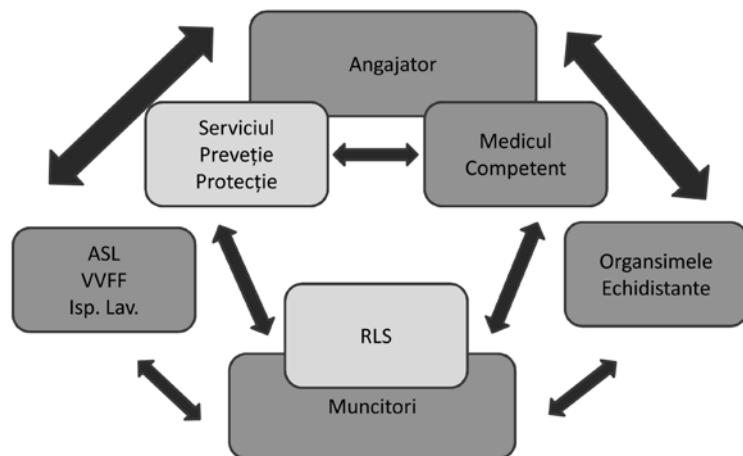 Angajator
Serviciul
Preveție
Protecție
Medicul
Competent
ASL
VVFF
Isp. Lav.
Organsimele
Echidistante
RLS
Muncitori